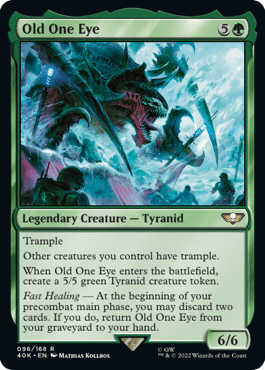 Old One Eye 5
Legendary Creature — Tyranid
Trample
Other creatures you control have trample.
When Old One Eye enters the battlefield,
create a 5/5 green Tyranid creature token.
Fast Healing — At the beginning of your
precombat main phase, you may discard two
cards. If you do, return Old One Eye from
your graveyard to your hand.
6/6
096/168 R
40K • EN MATHIAS KOLLROS
© GW
™ & © 2022 Wizards of the Coast